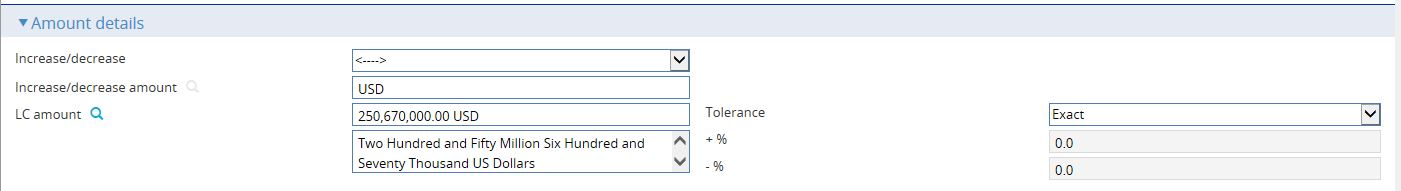 Amount details
Increase/decrease
<---->
Increase/decrease amount
USD
LC amount
250,670,000.00 USD
Tolerance
Exact
Two Hundred and Fifty Million Six Hundred and
Seventy Thousand US Dollars
+ %
0.0
- %
0.0